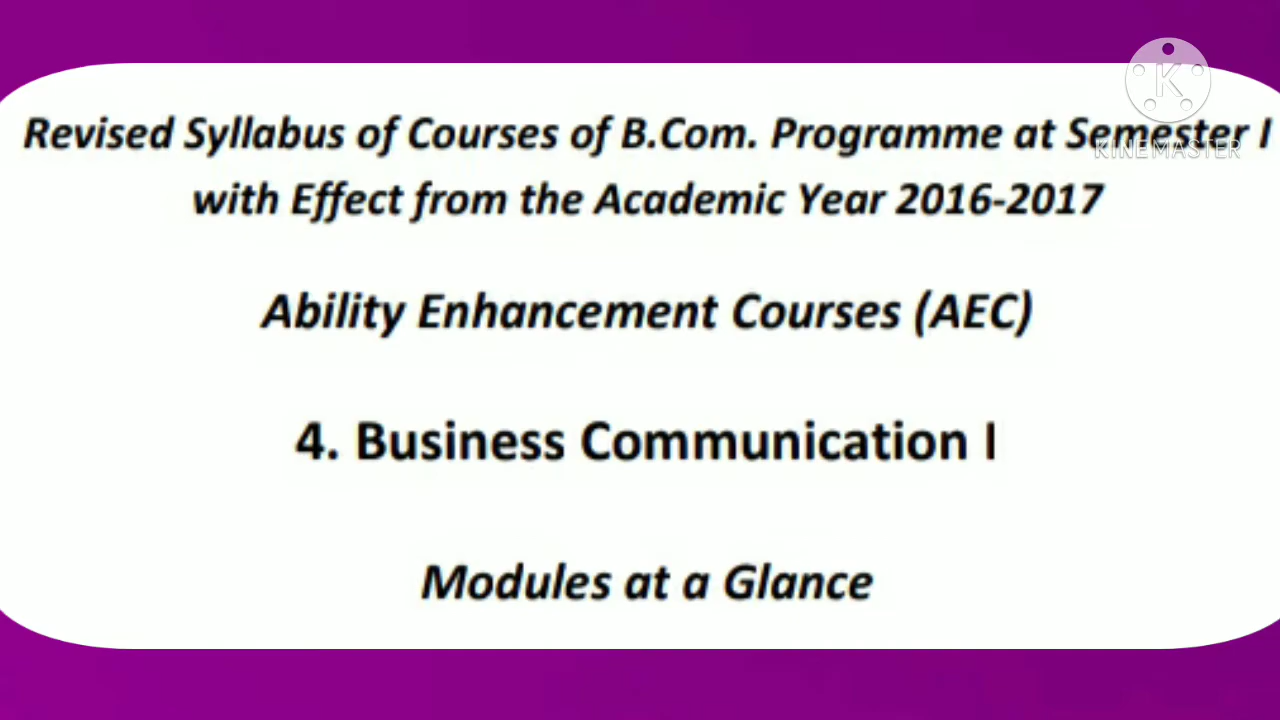 Revised Syllabus of Courses of B.Com. Programme at Semester I
with Effect from the Academic Year 2016-2017
Ability Enhancement Courses (AEC)
4. Business Communication I
Modules at a Glance
K
KINEMASTER